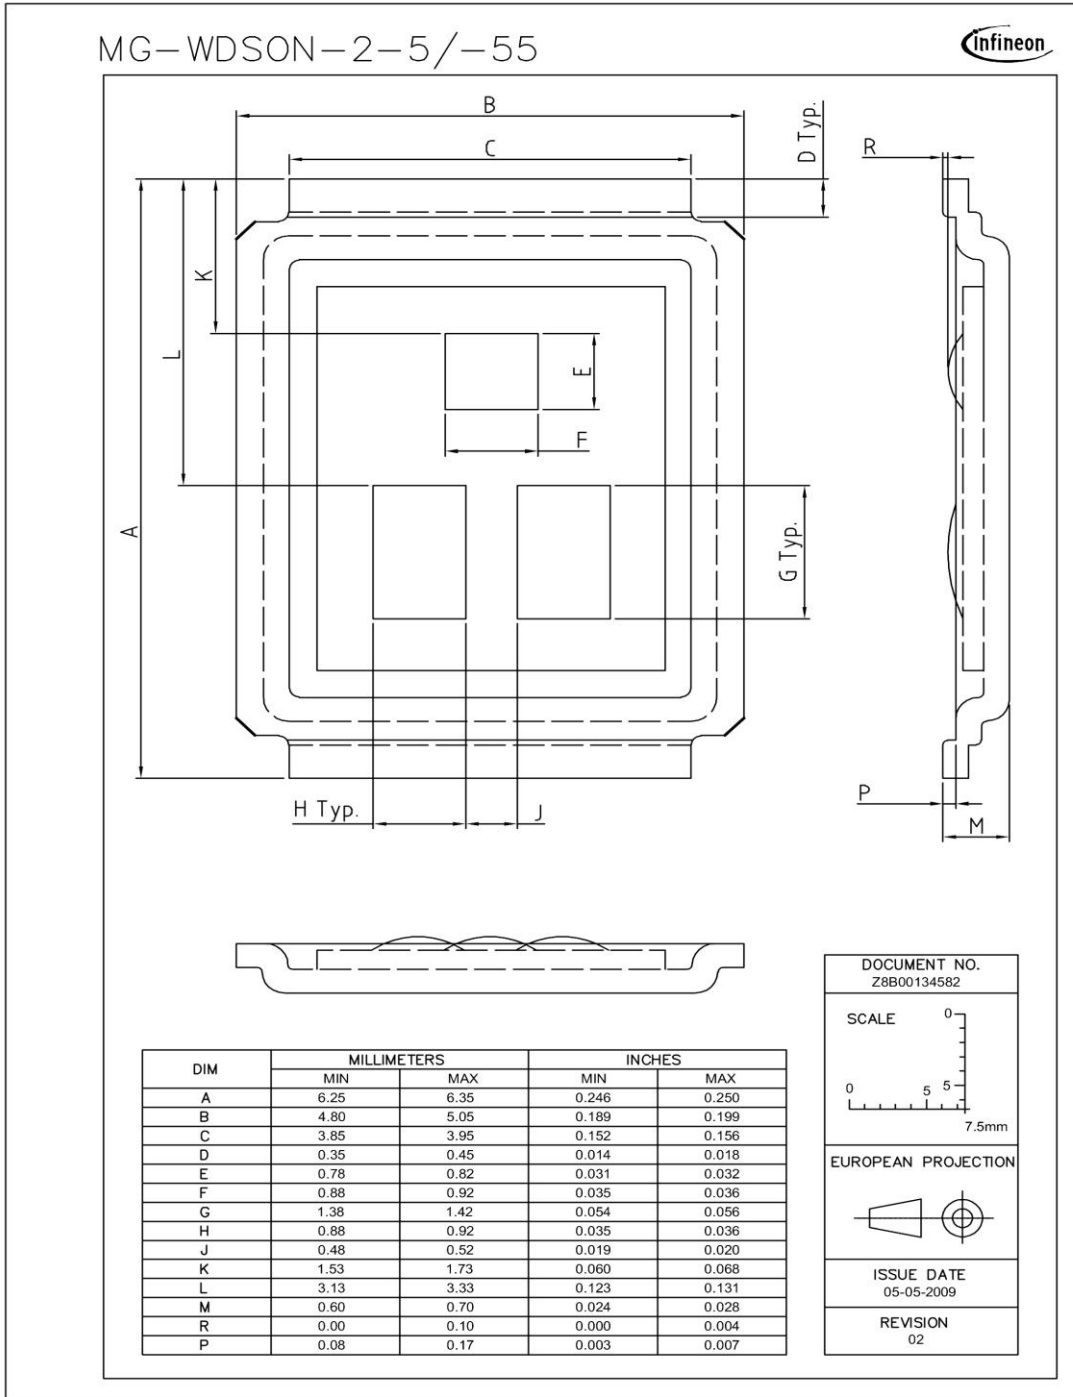 MG-WDSON-2-5/-55
infineon
B
C
D Typ.
R
K
L
E
F
A
G Typ.
H Typ.
J
P
M
DOCUMENT NO.
Z8B00134582
SCALE
0
0 5 5
7.5mm
EUROPEAN PROJECTION
ISSUE DATE
05-05-2009
REVISION
02
DIM MILLIMETERS INCHES
MIN MAX MIN MAX
A 6.25 6.35 0.246 0.250
B 4.80 5.05 0.189 0.199
C 3.85 3.95 0.152 0.156
D 0.35 0.45 0.014 0.018
E 0.78 0.82 0.031 0.032
F 0.88 0.92 0.035 0.036
G 1.38 1.42 0.054 0.056
H 0.88 0.92 0.035 0.036
J 0.48 0.52 0.019 0.020
K 1.53 1.73 0.060 0.068
L 3.13 3.33 0.123 0.131
M 0.60 0.70 0.024 0.028
R 0.00 0.10 0.000 0.004
P 0.08 0.17 0.003 0.007